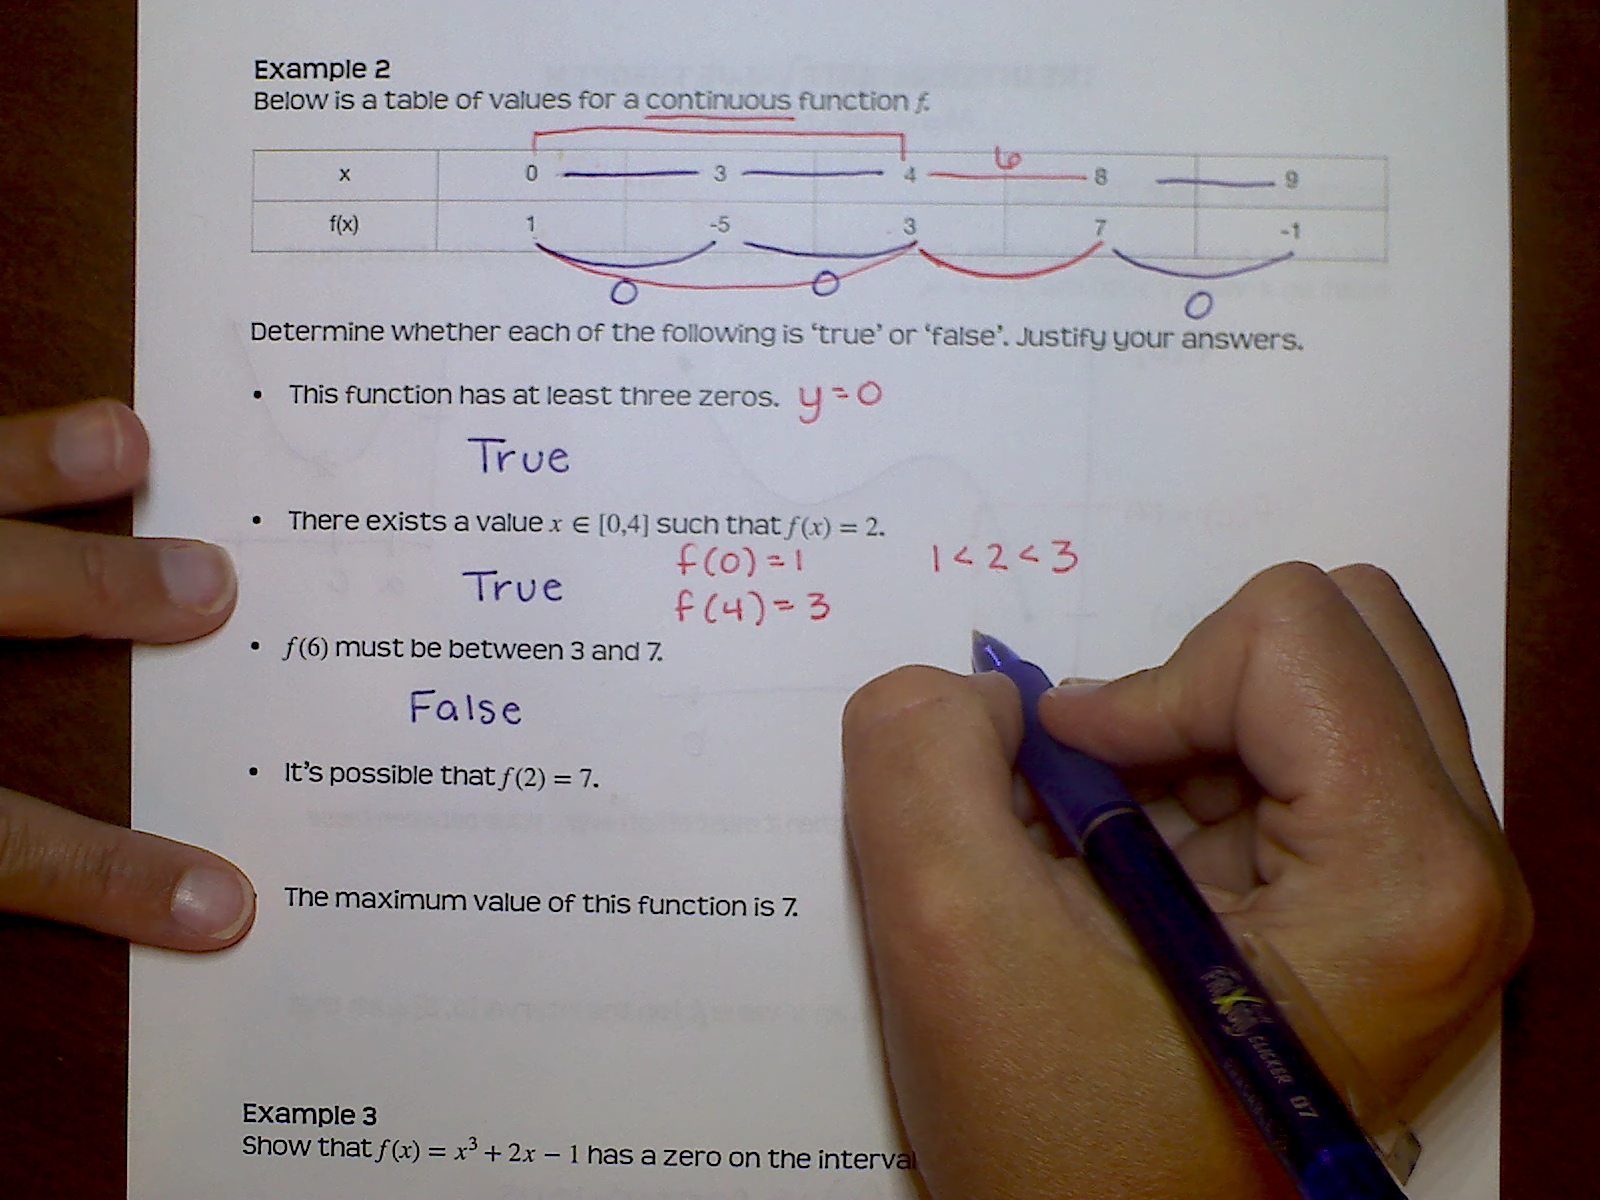 Example 2
Below is a table of values for a continuous function f.
6
x 0 3 4 8 9
f(x) 1 -5 3 7 -1
0 0 0
Determine whether each of the following is ‘true’ or ‘false’. Justify your answers.
• This function has at least three zeros. y=0
True
• There exists a value x ∈ [0,4] such that f(x) = 2.
f(0)=1 1<2<3
True
f(4)=3
• f(6) must be between 3 and 7.
False
• It’s possible that f(2) = 7.
The maximum value of this function is 7.
Example 3
Show that f(x) = x³ + 2x − 1 has a zero on the interval
FriXion CLICKER 07